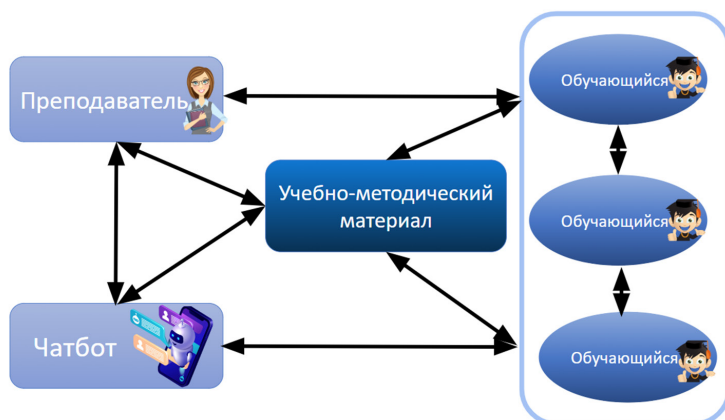 Преподаватель
Обучающийся
Учебно-методический
материал
Обучающийся
Чатбот
Обучающийся